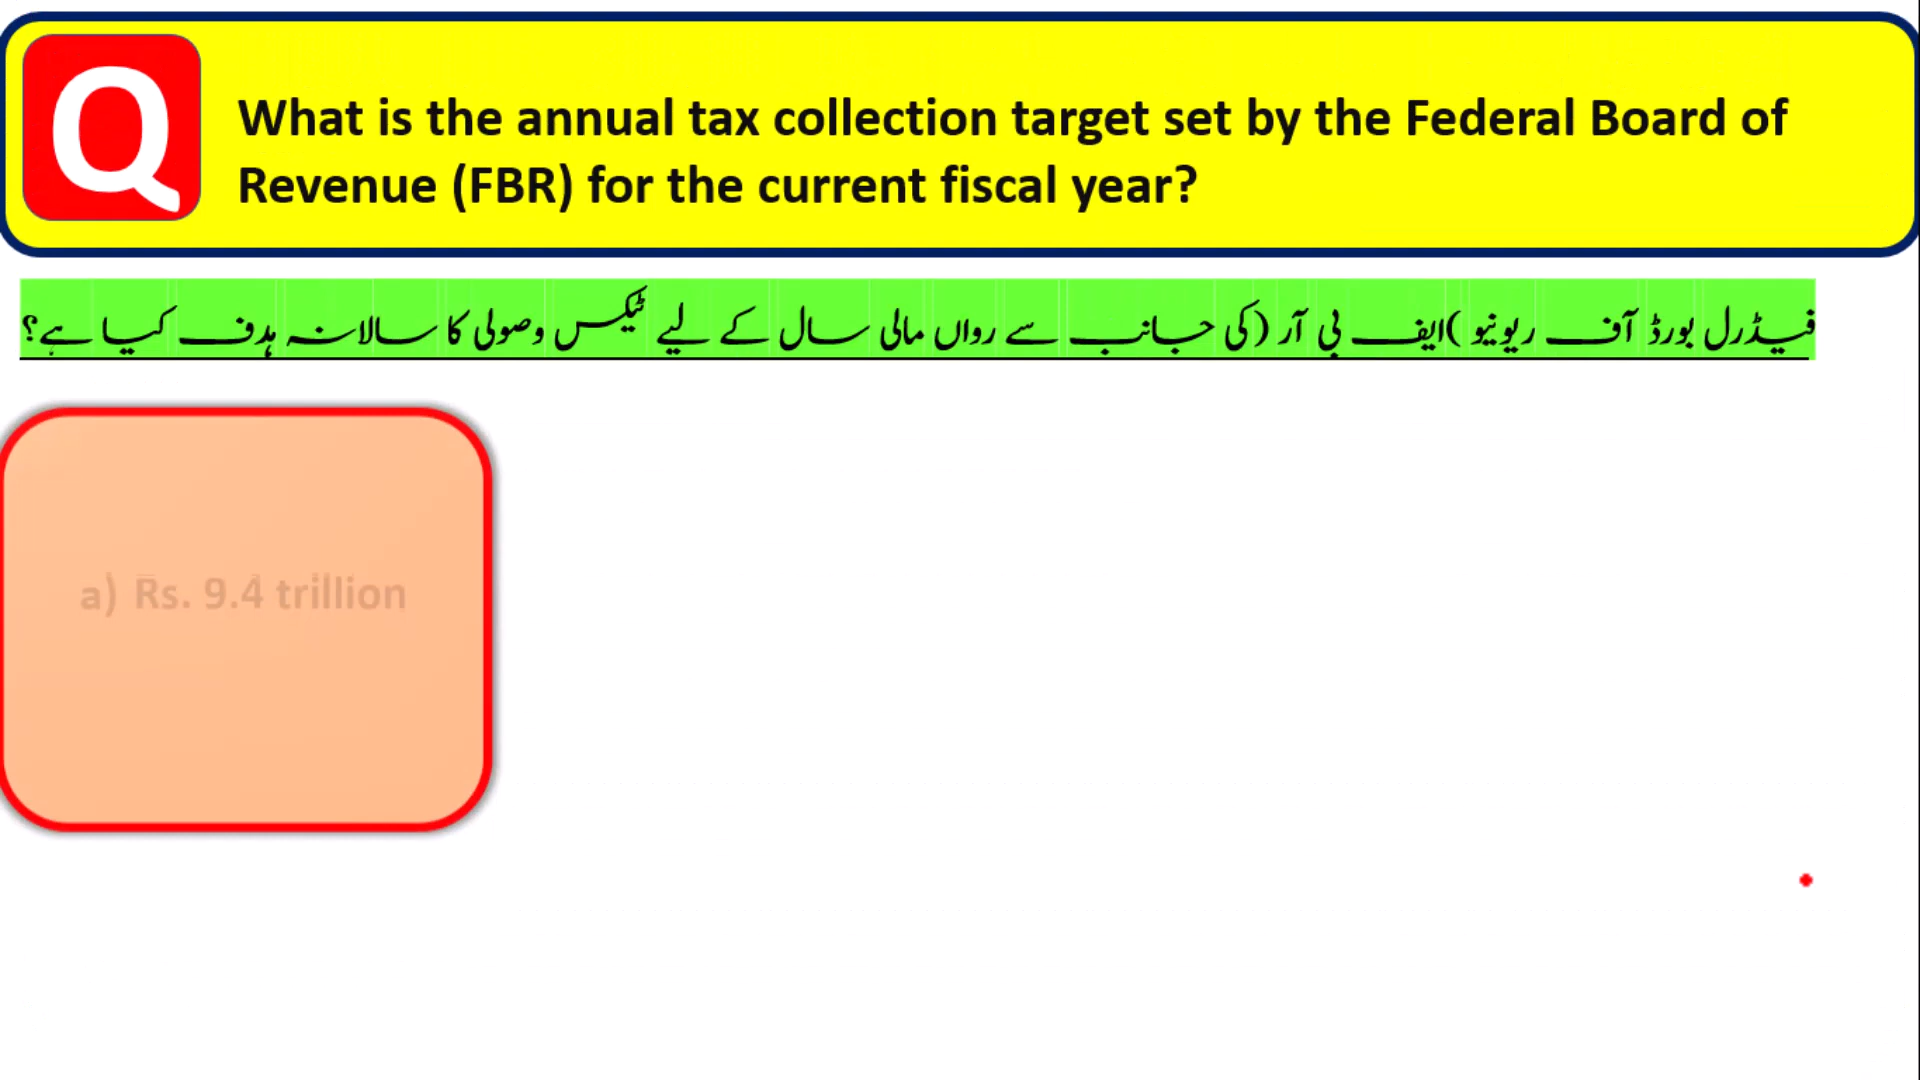 Q
What is the annual tax collection target set by the Federal Board of
Revenue (FBR) for the current fiscal year?
فیڈرل بورڈ آف ریونیو )ایف بی آر (کی جانب سے رواں مالی سال کے لیے ٹیکس وصولی کا سالانہ ہدف کیا ہے؟
a) Rs. 9.4 trillion